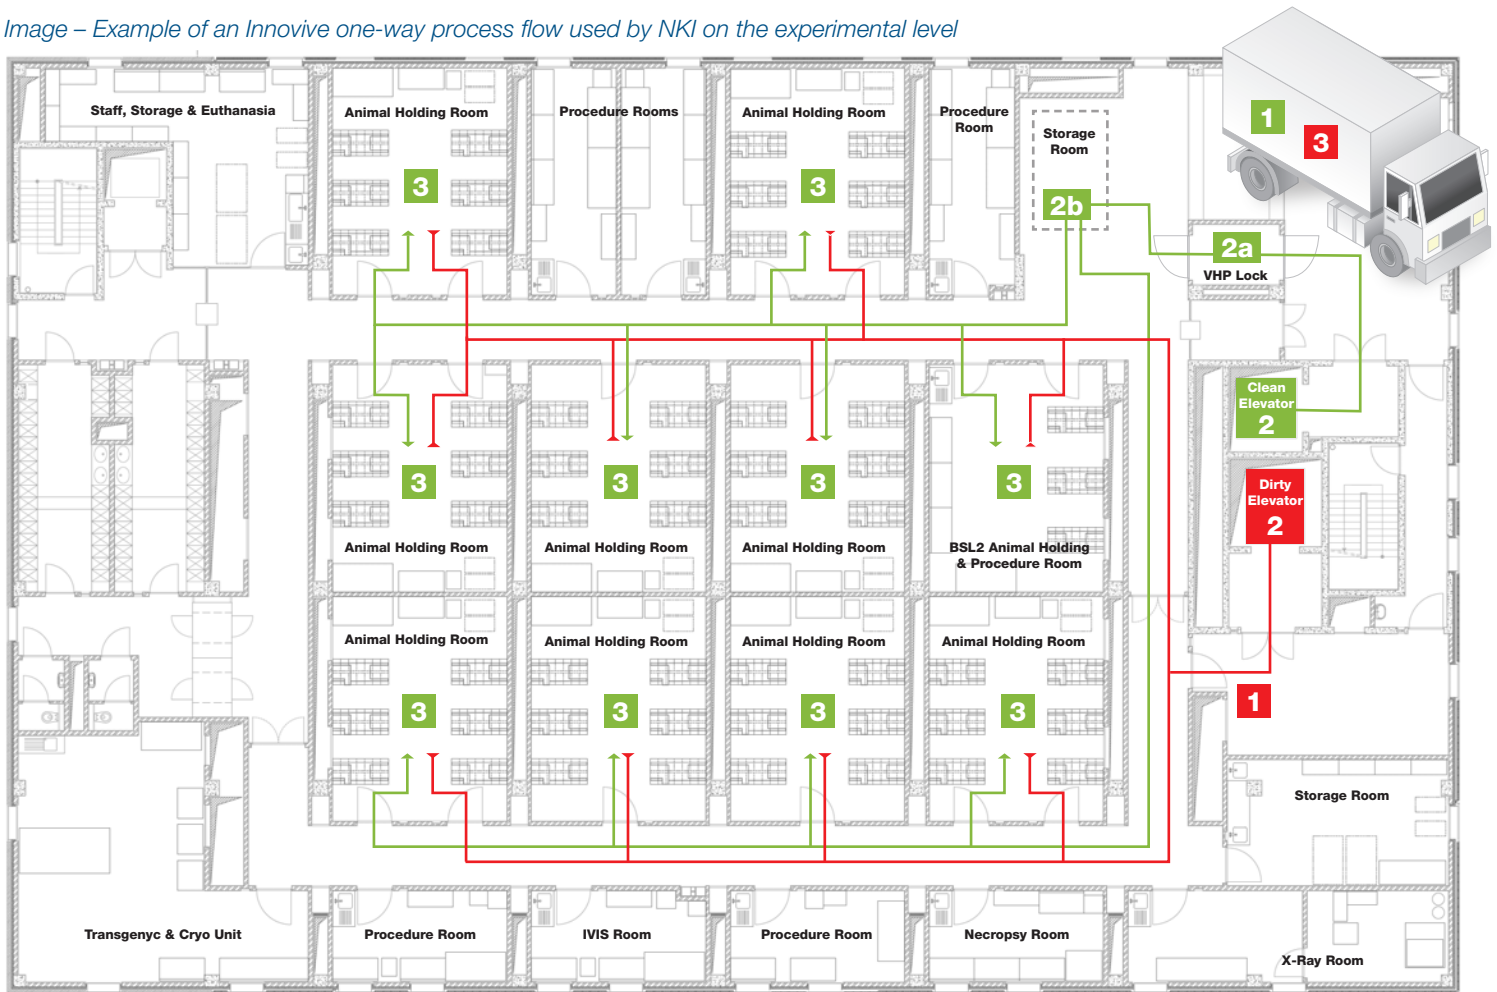 Image – Example of an Innovive one-way process flow used by NKI on the experimental level
Staff, Storage & Euthanasia
Animal Holding Room
3
Procedure Rooms
Animal Holding Room
3
Procedure
Room
Storage
Room
2b
1
3
2a
VHP Lock
Clean
Elevator
2
Dirty
Elevator
2
3
Animal Holding Room
3
Animal Holding Room
3
Animal Holding Room
3
BSL2 Animal Holding
& Procedure Room
Animal Holding Room
3
Animal Holding Room
3
Animal Holding Room
3
Animal Holding Room
3
1
Storage Room
Transgenyc & Cryo Unit
Procedure Room
IVIS Room
Procedure Room
Necropsy Room
X-Ray Room